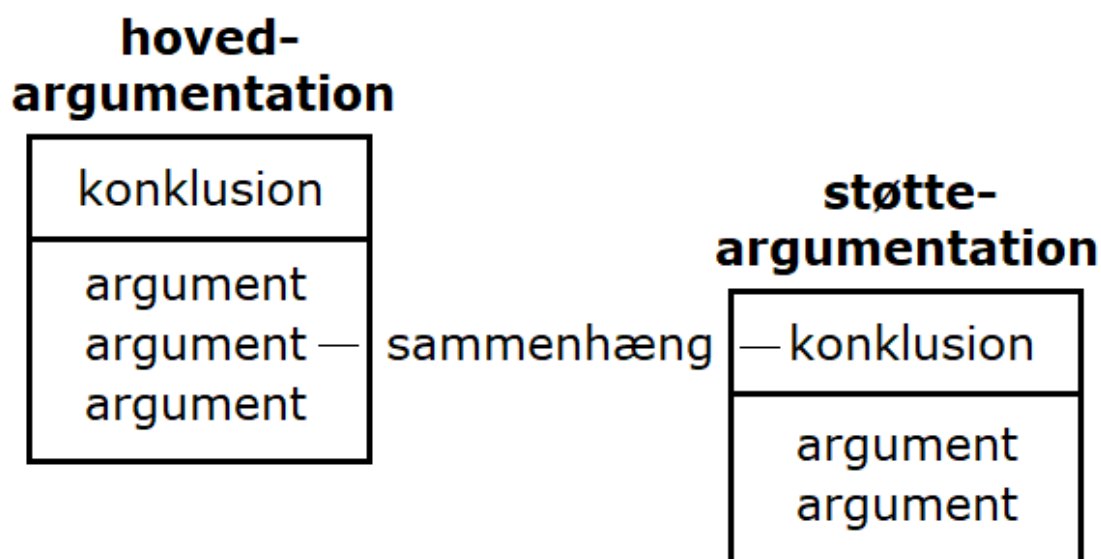 hoved-
argumentation
konklusion
argument
argument
argument
sammenhæng
støtte-
argumentation
konklusion
argument
argument